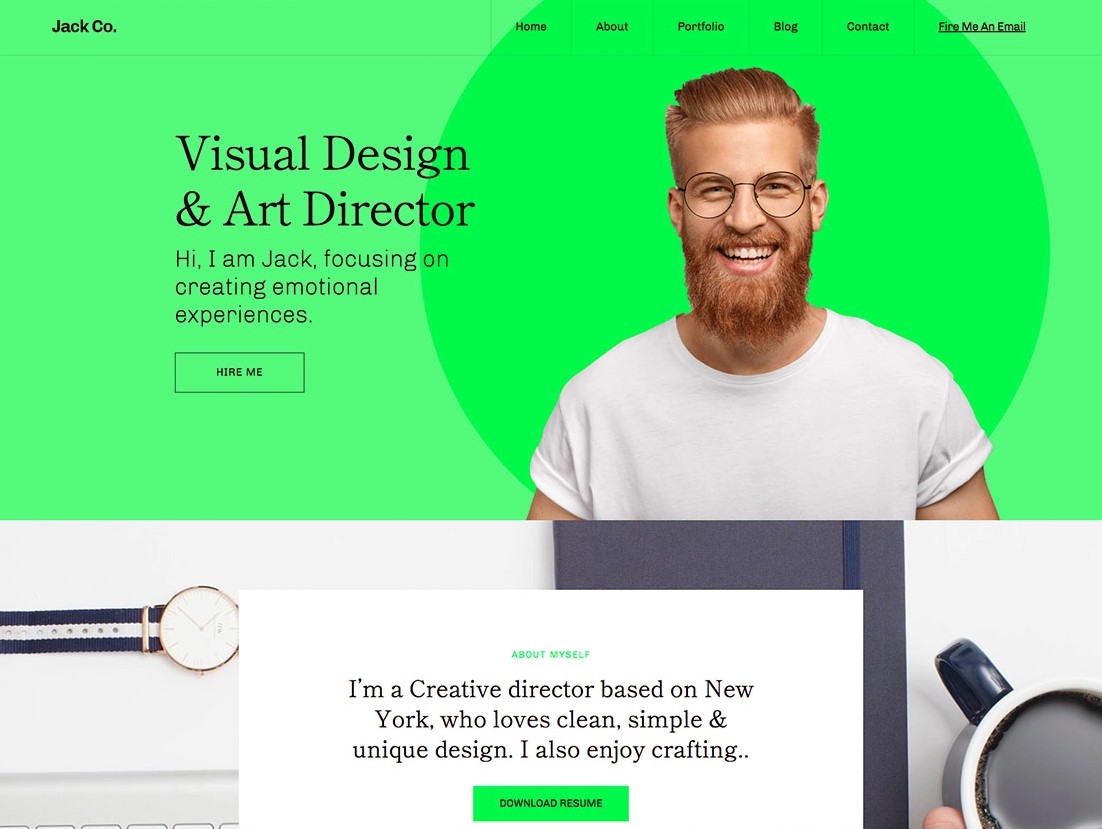 Jack Co.
Home
About
Portfolio
Blog
Contact
Fire Me An Email
Visual Design
& Art Director
Hi, I am Jack, focusing on
creating emotional
experiences.
HIRE ME
ABOUT MYSELF
I'm a Creative director based on New
York, who loves clean, simple &
unique design. I also enjoy crafting..
DOWNLOAD RESUME